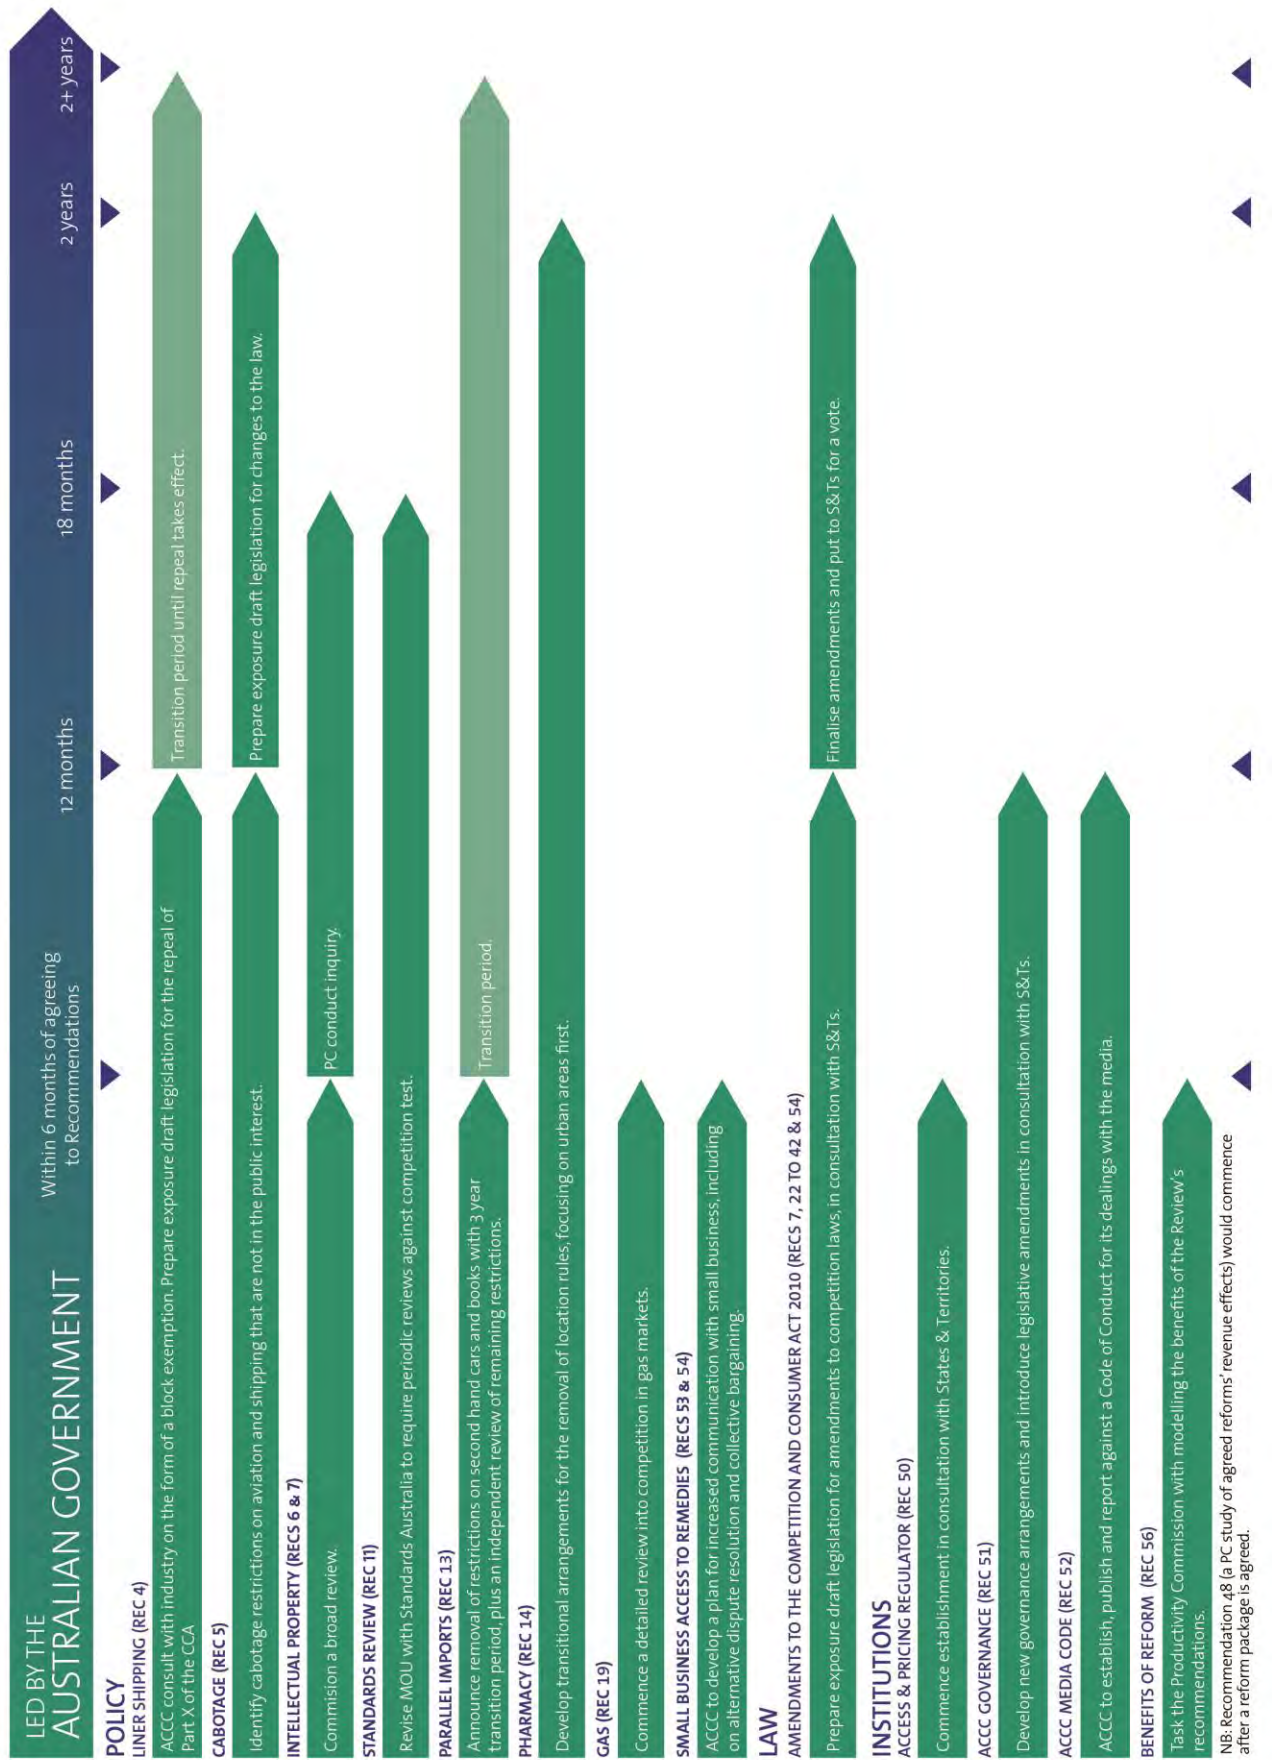 LED BY THE
AUSTRALIAN GOVERNMENT
Within 6 months of agreeing
to Recommendations
12 months
18 months
2 years
2+ years
POLICY
LINER SHIPPING (REC 4)
ACCC consult with industry on the form of a block exemption. Prepare exposure draft legislation for the repeal of
Part X of the CCA
Transition period until repeal takes effect.
CABOTAGE (REC 5)
Identify cabotage restrictions on aviation and shipping that are not in the public interest.
Prepare exposure draft legislation for changes to the law.
INTELLECTUAL PROPERTY (RECS 6 & 7)
Commision a broad review.
PC conduct inquiry.
STANDARDS REVIEW (REC 11)
Revise MOU with Standards Australia to require periodic reviews against competition test.
PARALLEL IMPORTS (REC 13)
Announce removal of restrictions on second hand cars and books with 3 year
transition period, plus an independent review of remaining restrictions.
Transition period.
PHARMACY (REC 14)
Develop transitional arrangements for the removal of location rules, focusing on urban areas first.
GAS (REC 19)
Commence a detailed review into competition in gas markets.
SMALL BUSINESS ACCESS TO REMEDIES (RECS 53 & 54)
ACCC to develop a plan for increased communication with small business, including
on alternative dispute resolution and collective bargaining.
LAW
AMENDMENTS TO THE COMPETITION AND CONSUMER ACT 2010 (RECS 7, 22 TO 42 & 54)
Prepare exposure draft legislation for amendments to competition laws, in consultation with S&Ts.
Finalise amendments and put to S&Ts for a vote.
INSTITUTIONS
ACCESS & PRICING REGULATOR (REC 50)
Commence establishment in consultation with States & Territories.
ACCC GOVERNANCE (REC 51)
Develop new governance arrangements and introduce legislative amendments in consultation with S&Ts.
ACCC MEDIA CODE (REC 52)
ACCC to establish, publish and report against a Code of Conduct for its dealings with the media.
BENEFITS OF REFORM (REC 56)
Task the Productivity Commission with modelling the benefits of the Review's
recommendations.
NB: Recommendation 48 (a PC study of agreed reforms' revenue effects) would commence
after a reform package is agreed.